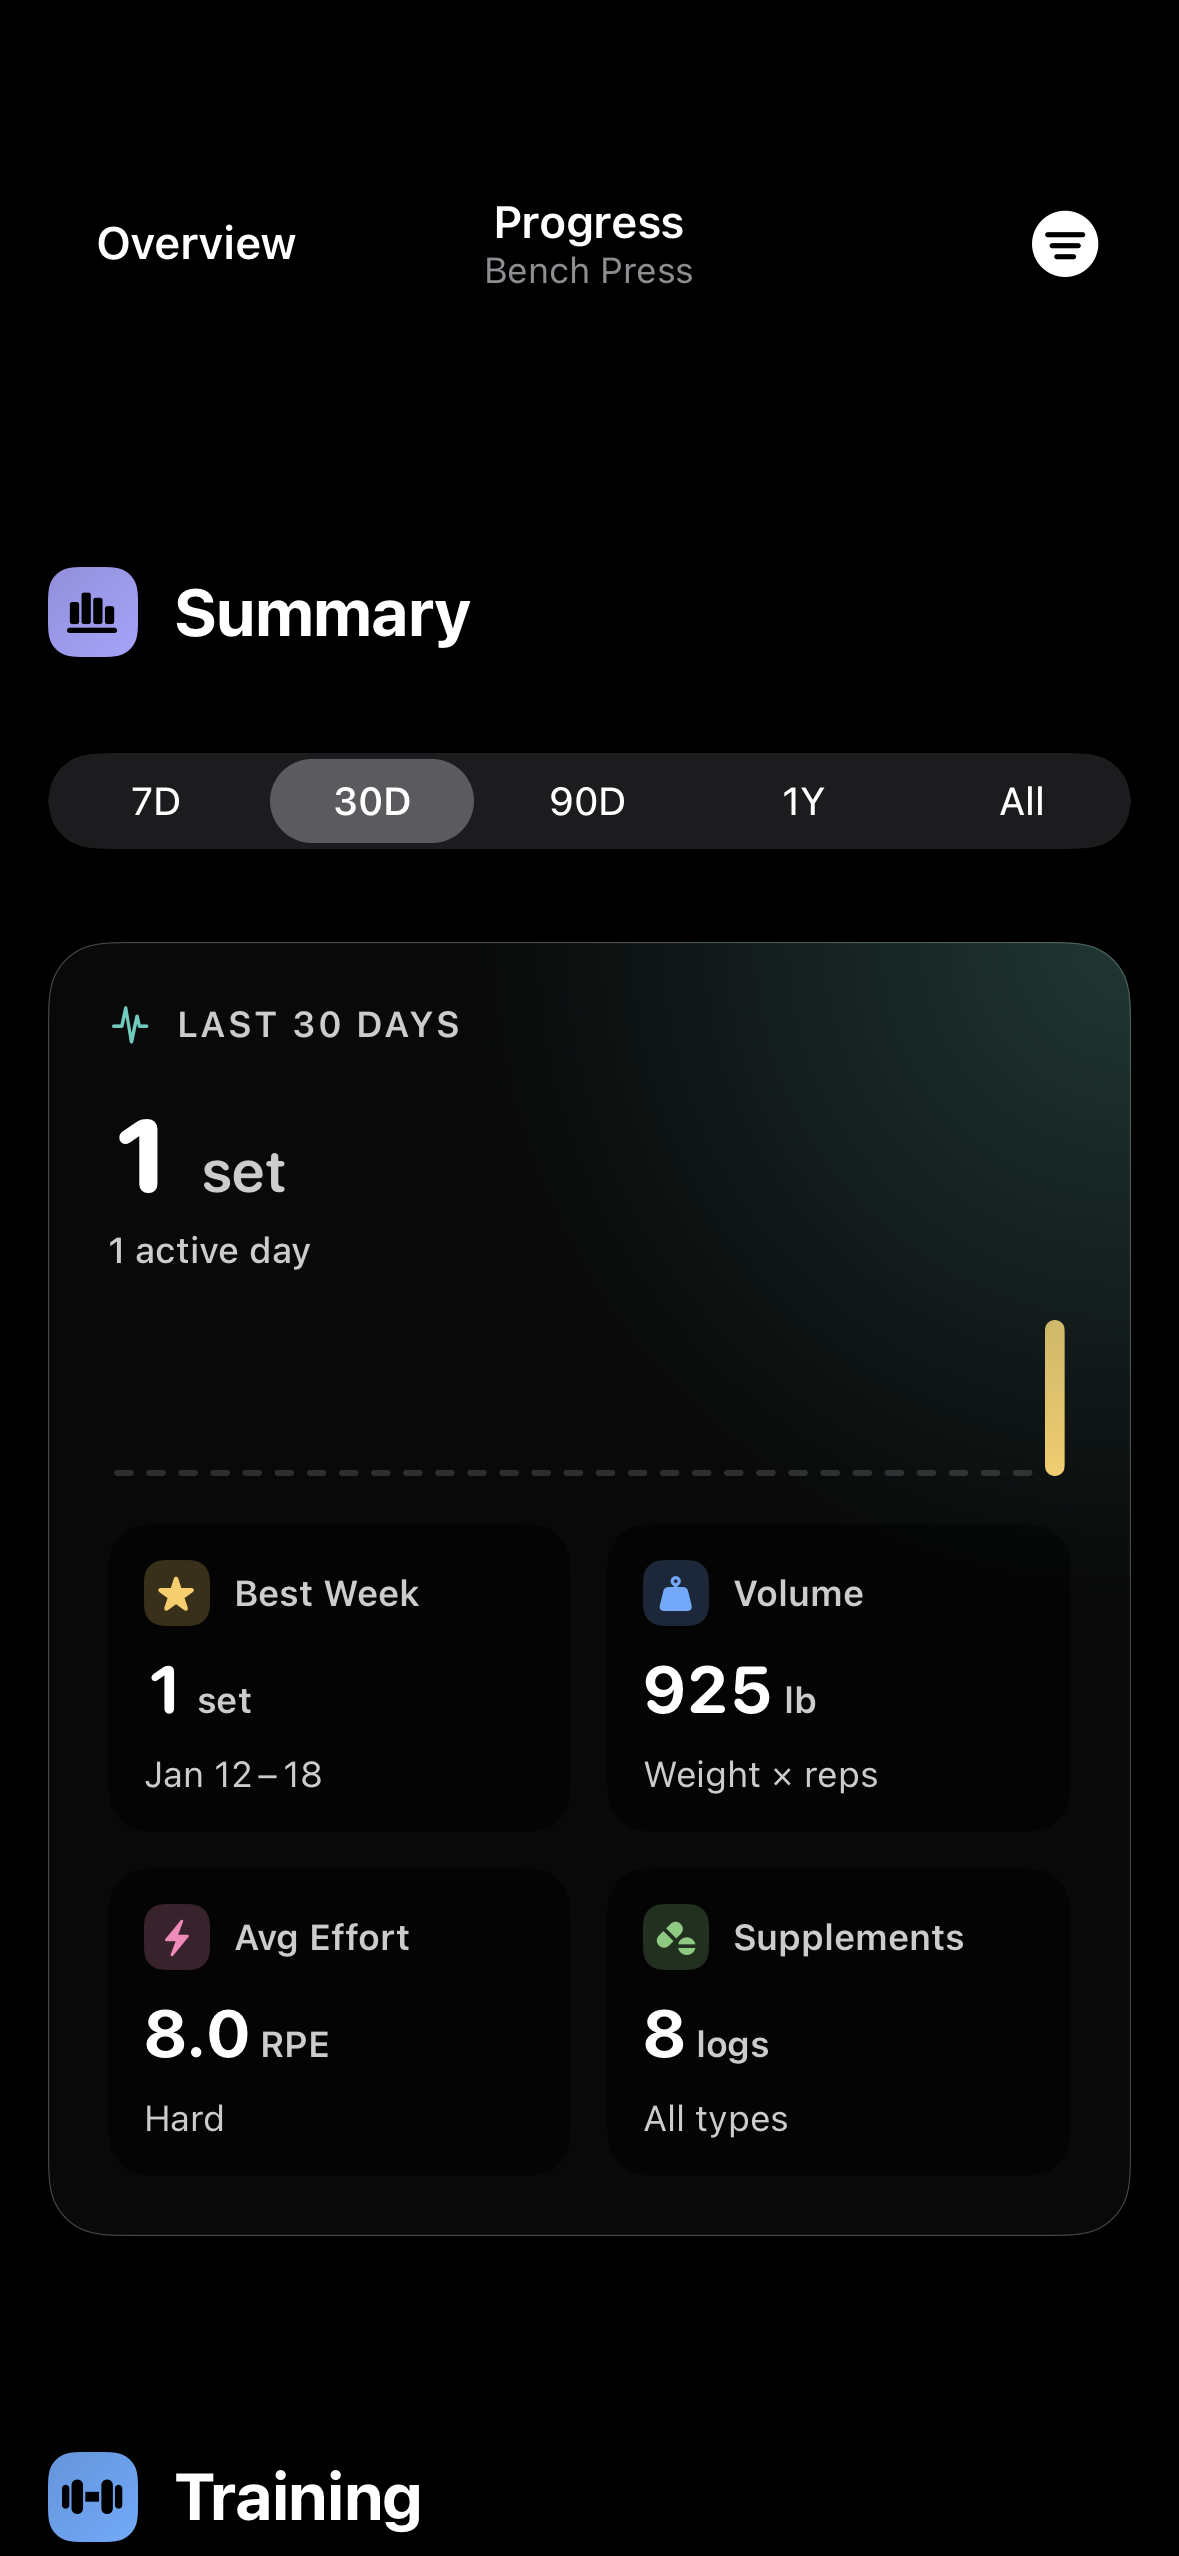 Overview
Progress
Bench Press
Summary
7D 30D 90D 1Y All
LAST 30 DAYS
1 set
1 active day
Best Week
1 set
Jan 12–18
Volume
925 lb
Weight × reps
Avg Effort
8.0 RPE
Hard
Supplements
8 logs
All types
Training